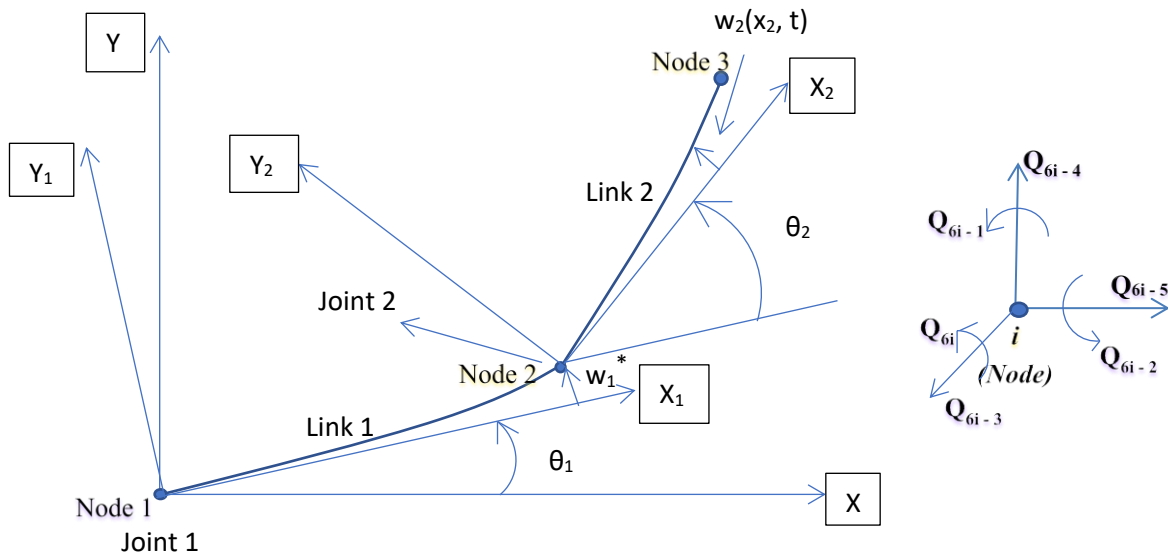 Y
w₂(x₂, t)
Node 3
X₂
Y₁
Y₂
Link 2
θ₂
Joint 2
Node 2
w₁*
X₁
Link 1
θ₁
Node 1
X
Joint 1
Q₆ᵢ ₋ ₄
Q₆ᵢ ₋ ₁
Q₆ᵢ ₋ ₅
Q₆ᵢ
i
(Node)
Q₆ᵢ ₋ ₂
Q₆ᵢ ₋ ₃